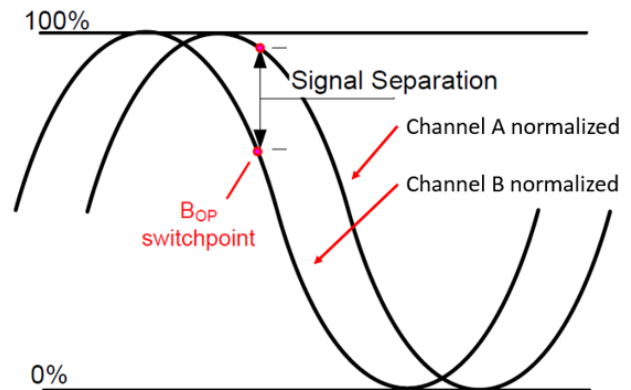 100%
Signal Separation
Channel A normalized
Channel B normalized
BOP
switchpoint
0%